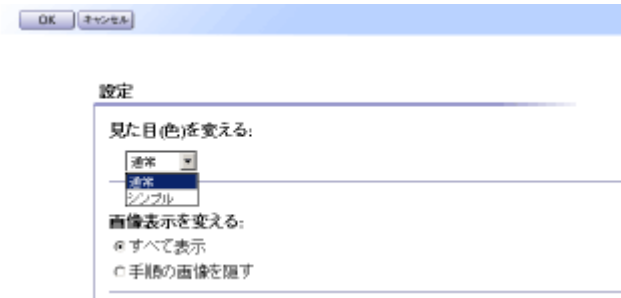 OK キャンセル
設定
見た目(色)を変える:
通常
通常
シンプル
画像表示を変える:
すべて表示
手順の画像を隠す